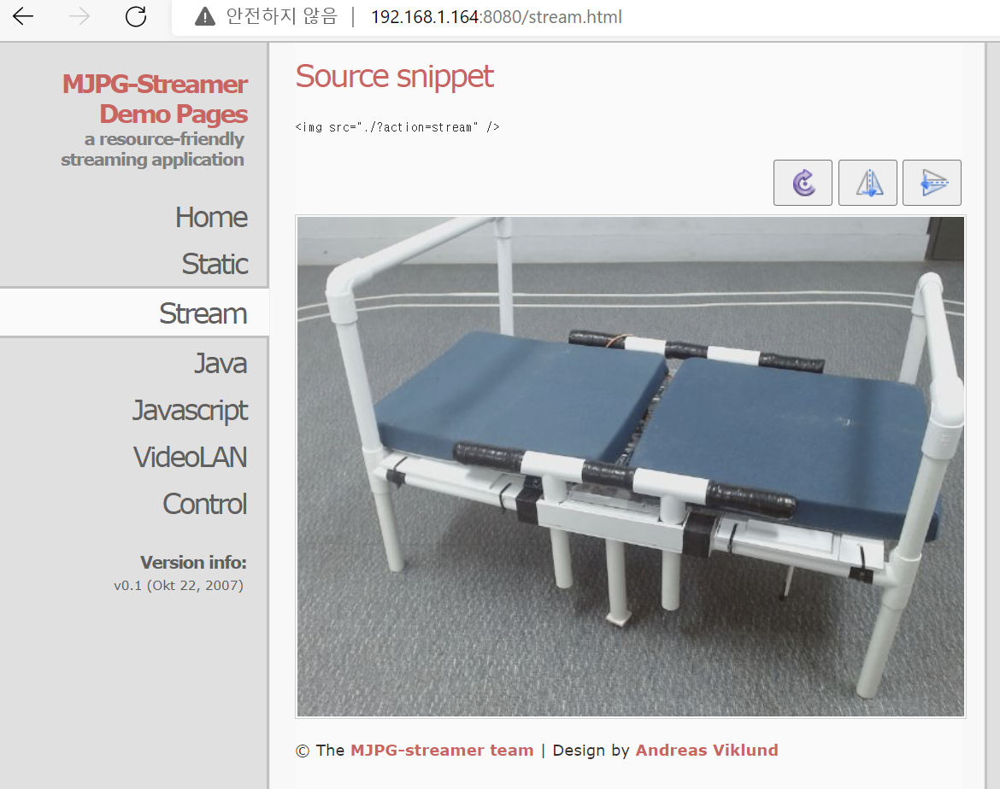 안전하지 않음 | 192.168.1.164:8080/stream.html
MJPG-Streamer
Demo Pages
a resource-friendly
streaming application
Home
Static
Stream
Java
Javascript
VideoLAN
Control
Version info:
v0.1 (Okt 22, 2007)
Source snippet
<img src="./?action=stream" />
© The MJPG-streamer team | Design by Andreas Viklund